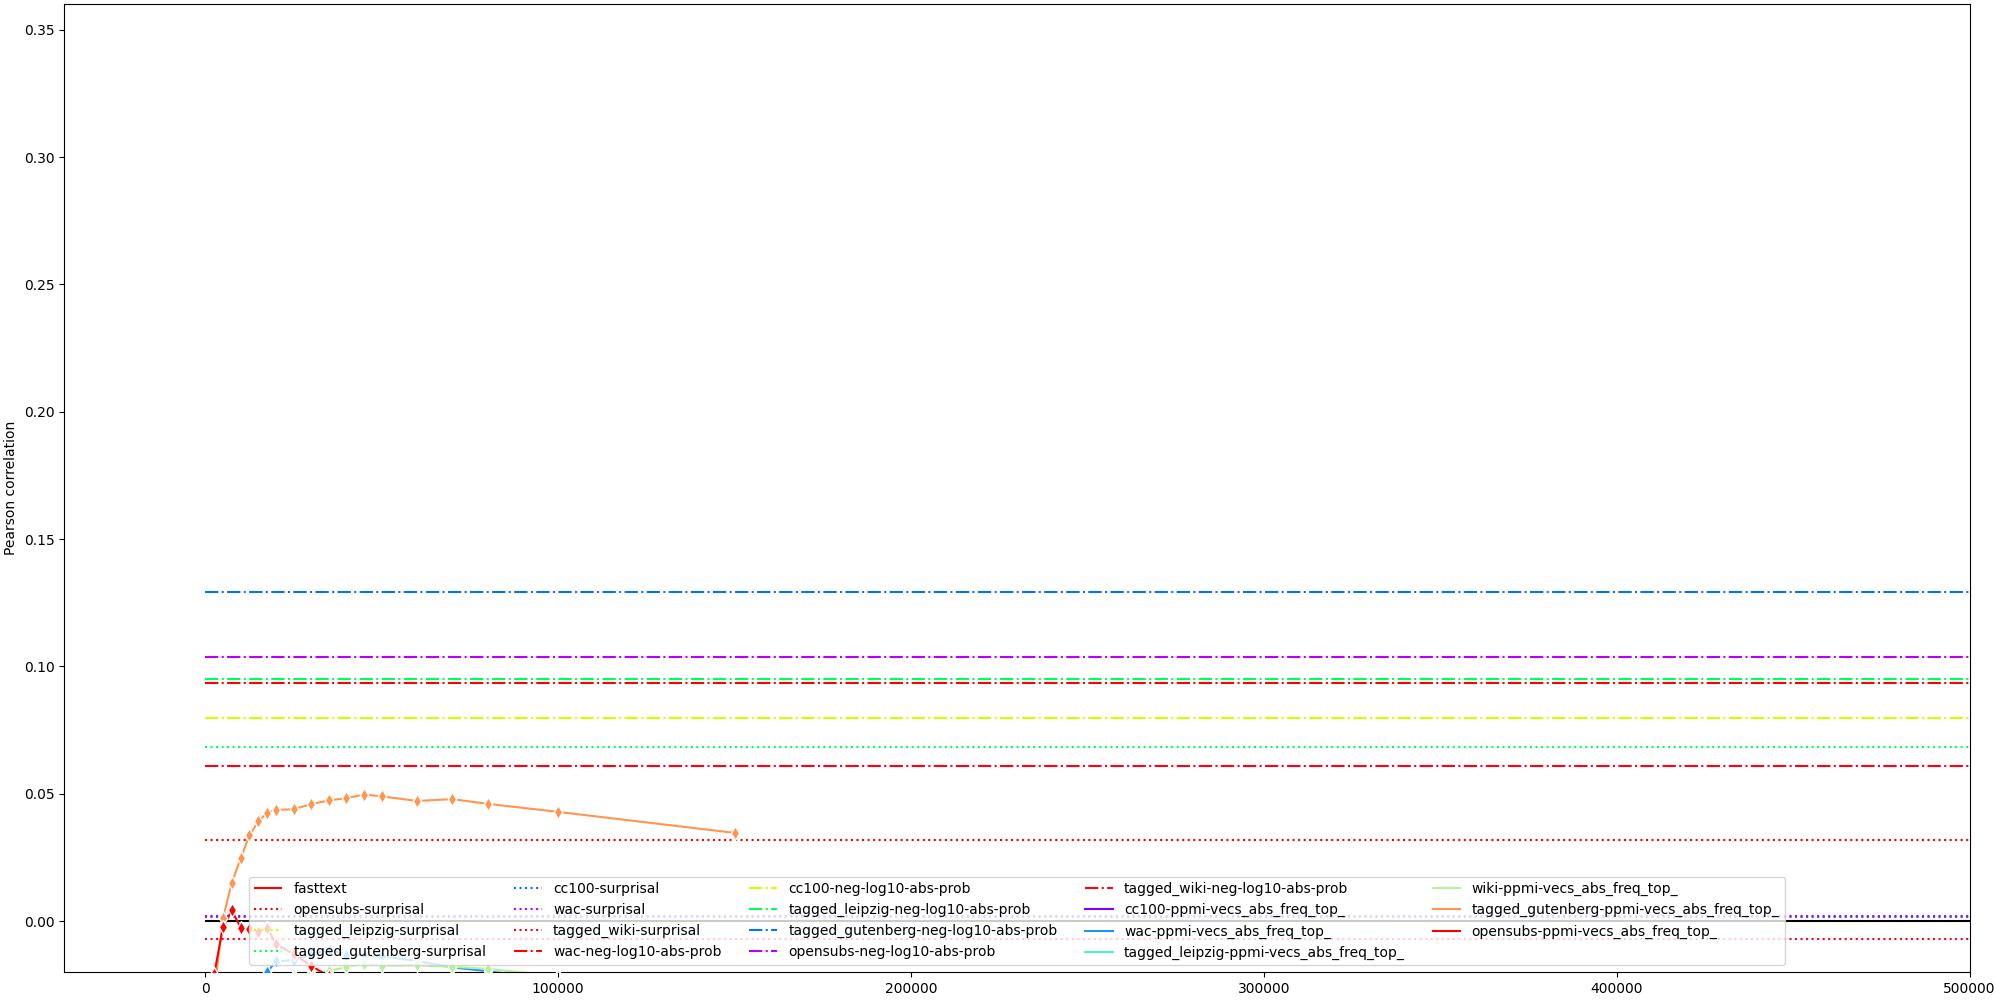 0.35
0.30
0.25
0.20
0.15
0.10
0.05
0.00
Pearson correlation
fasttext
opensubs-surprisal
tagged_leipzig-surprisal
tagged_gutenberg-surprisal
cc100-surprisal
wac-surprisal
tagged_wiki-surprisal
wac-neg-log10-abs-prob
cc100-neg-log10-abs-prob
tagged_leipzig-neg-log10-abs-prob
tagged_gutenberg-neg-log10-abs-prob
opensubs-neg-log10-abs-prob
tagged_wiki-neg-log10-abs-prob
cc100-ppmi-vecs_abs_freq_top_
wac-ppmi-vecs_abs_freq_top_
tagged_leipzig-ppmi-vecs_abs_freq_top_
wiki-ppmi-vecs_abs_freq_top_
tagged_gutenberg-ppmi-vecs_abs_freq_top_
opensubs-ppmi-vecs_abs_freq_top_
0 100000 200000 300000 400000 500000